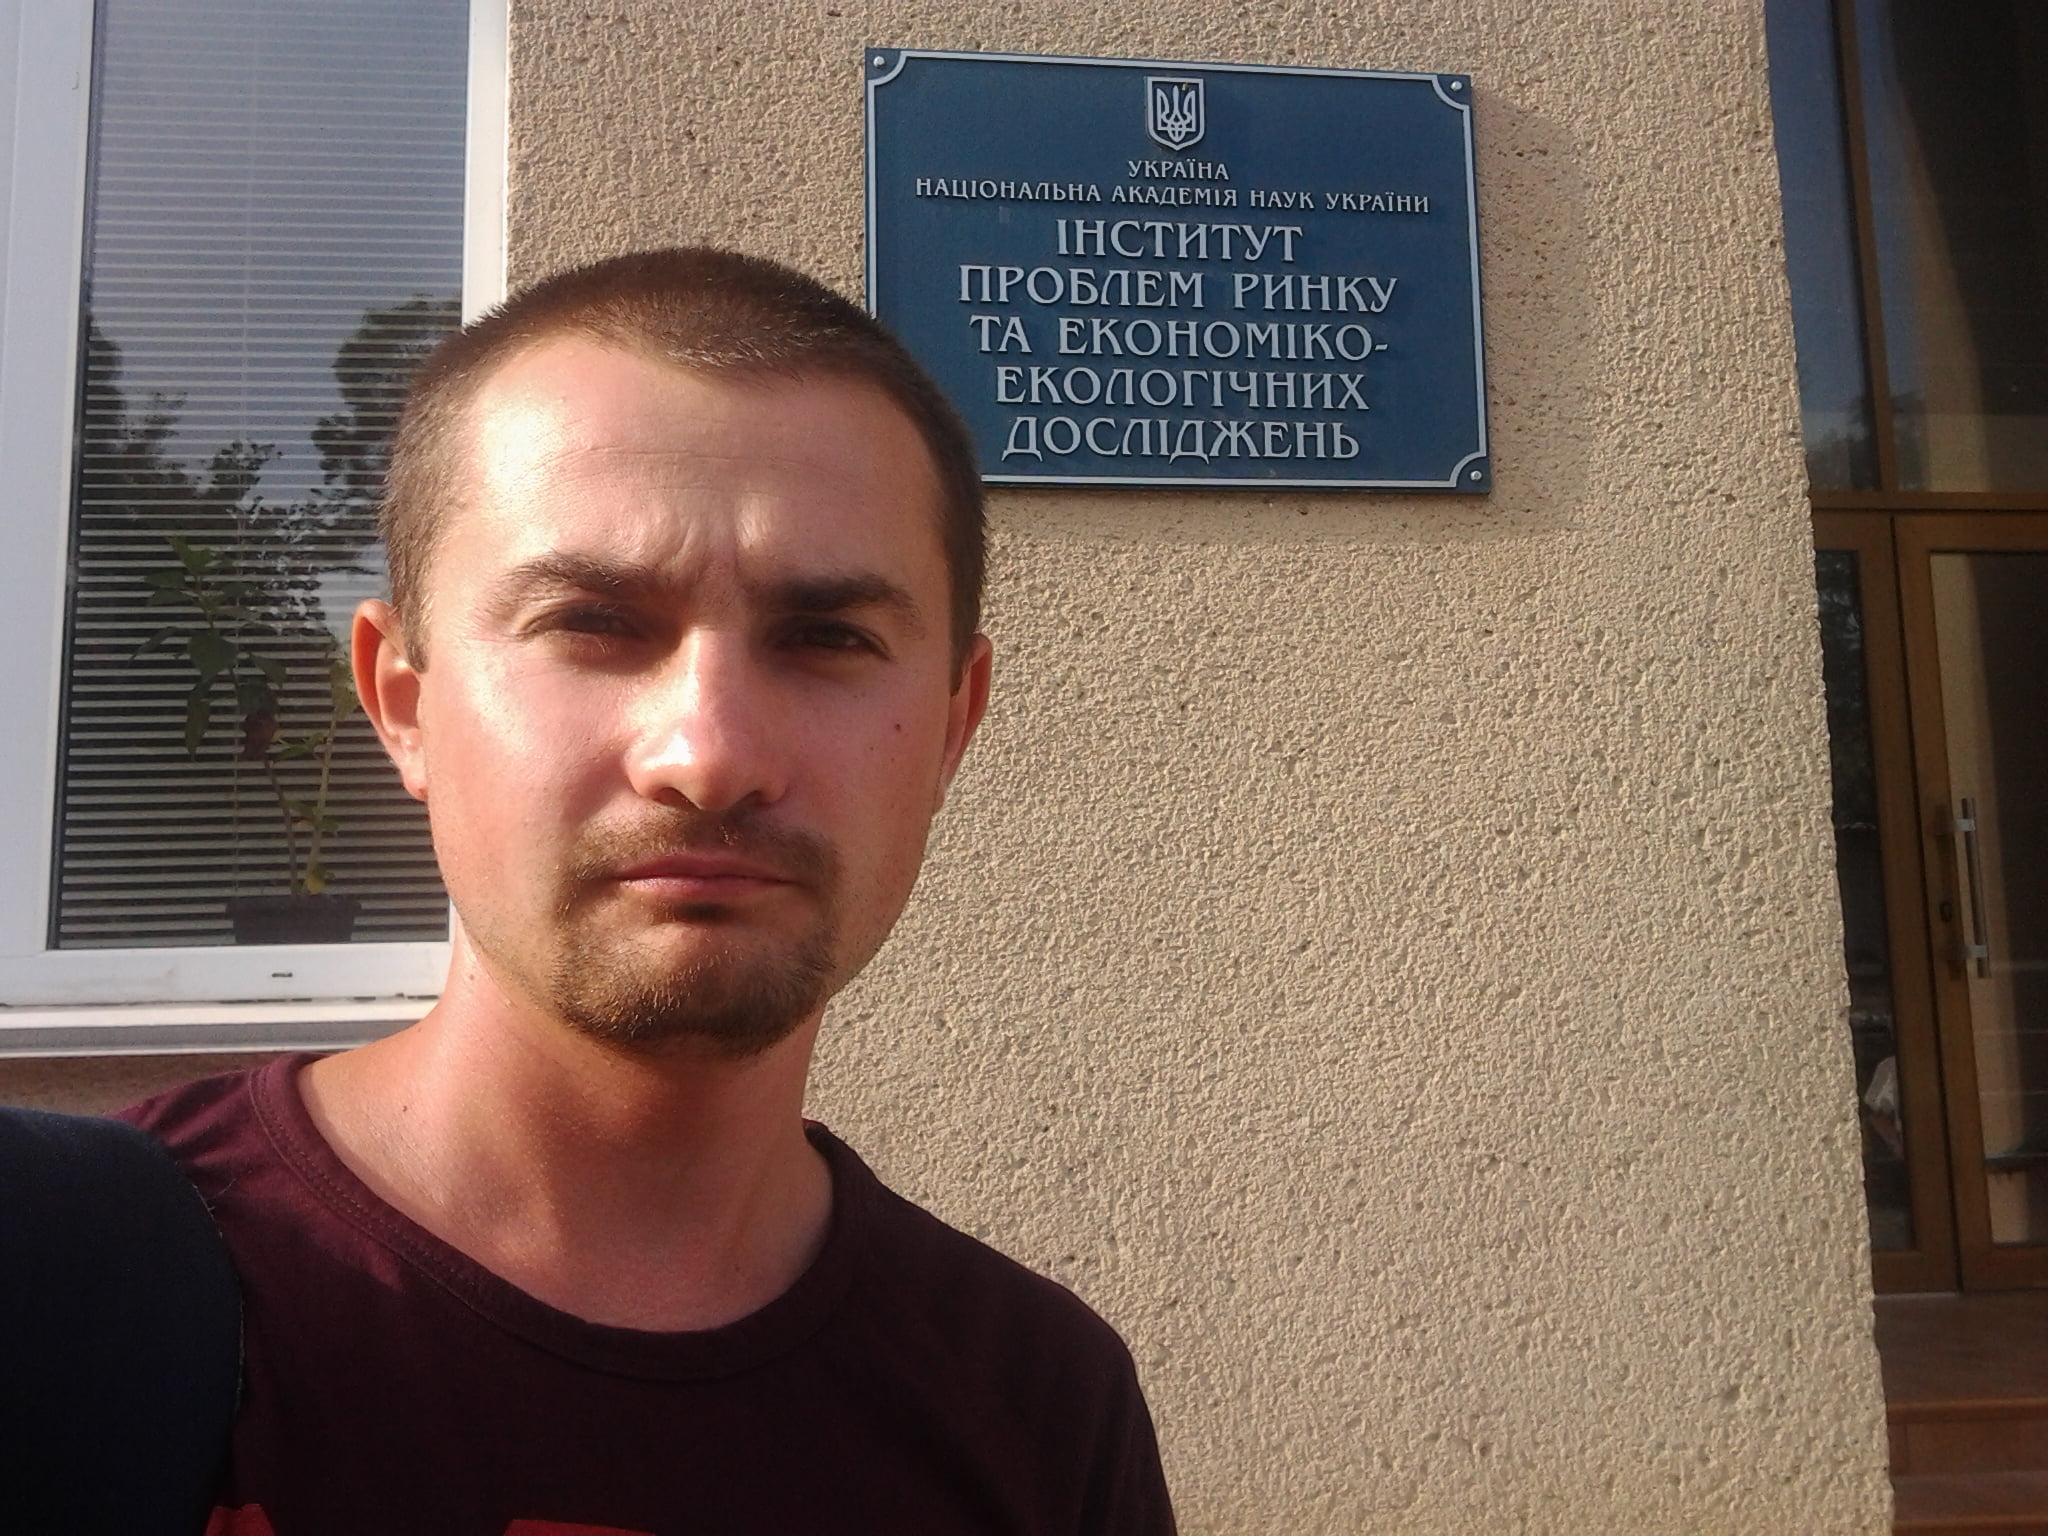 УКРАЇНА
НАЦІОНАЛЬНА АКАДЕМІЯ НАУК УКРАЇНИ
ІНСТИТУТ
ПРОБЛЕМ РИНКУ
ТА ЕКОНОМІКО-
ЕКОЛОГІЧНИХ
ДОСЛІДЖЕНЬ